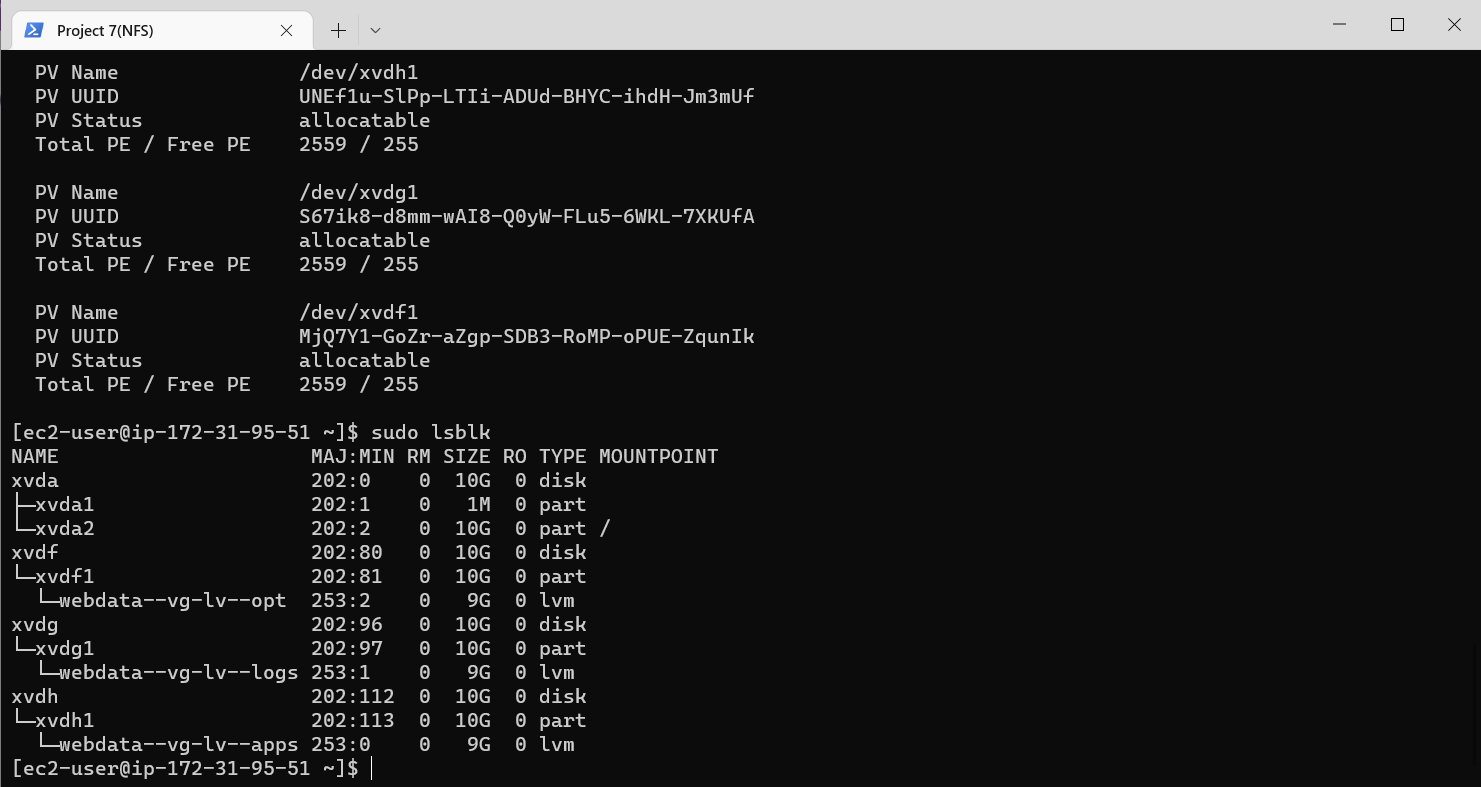 Project 7(NFS)
PV Name               /dev/xvdh1
PV UUID               UNEf1u-SlPp-LTIi-ADUd-BHYC-ihdH-Jm3mUf
PV Status             allocatable
Total PE / Free PE    2559 / 255
PV Name               /dev/xvdg1
PV UUID               S67ik8-d8mm-wAI8-Q0yW-FLu5-6WKL-7XKUfA
PV Status             allocatable
Total PE / Free PE    2559 / 255
PV Name               /dev/xvdf1
PV UUID               MjQ7Y1-GoZr-aZgp-SDB3-RoMP-oPUE-ZqunIk
PV Status             allocatable
Total PE / Free PE    2559 / 255
[ec2-user@ip-172-31-95-51 ~]$ sudo lsblk
NAME                     MAJ:MIN RM SIZE RO TYPE MOUNTPOINT
xvda                     202:0    0  10G  0 disk
├─xvda1                  202:1    0   1M  0 part
└─xvda2                  202:2    0  10G  0 part /
xvdf                     202:80   0  10G  0 disk
└─xvdf1                  202:81   0  10G  0 part
  └─webdata--vg-lv--opt  253:2    0   9G  0 lvm
xvdg                     202:96   0  10G  0 disk
└─xvdg1                  202:97   0  10G  0 part
  └─webdata--vg-lv--logs 253:1    0   9G  0 lvm
xvdh                     202:112  0  10G  0 disk
└─xvdh1                  202:113  0  10G  0 part
  └─webdata--vg-lv--apps 253:0    0   9G  0 lvm
[ec2-user@ip-172-31-95-51 ~]$